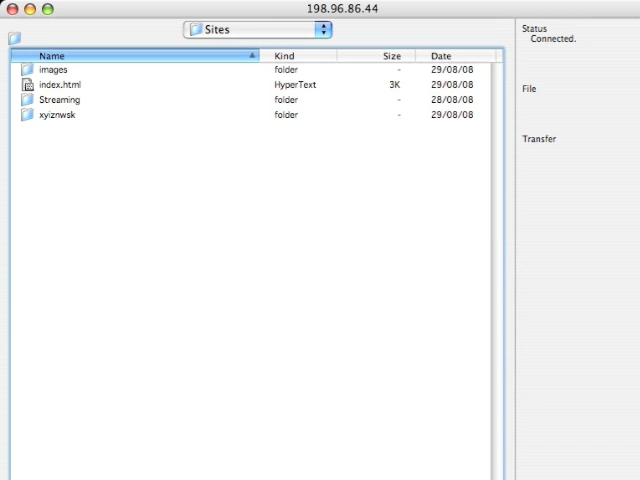 198.96.86.44
Sites
Name Kind Size Date
images folder - 29/08/08
index.html HyperText 3K 29/08/08
Streaming folder - 28/08/08
xyiznwsk folder - 29/08/08
Status
Connected.
File
Transfer